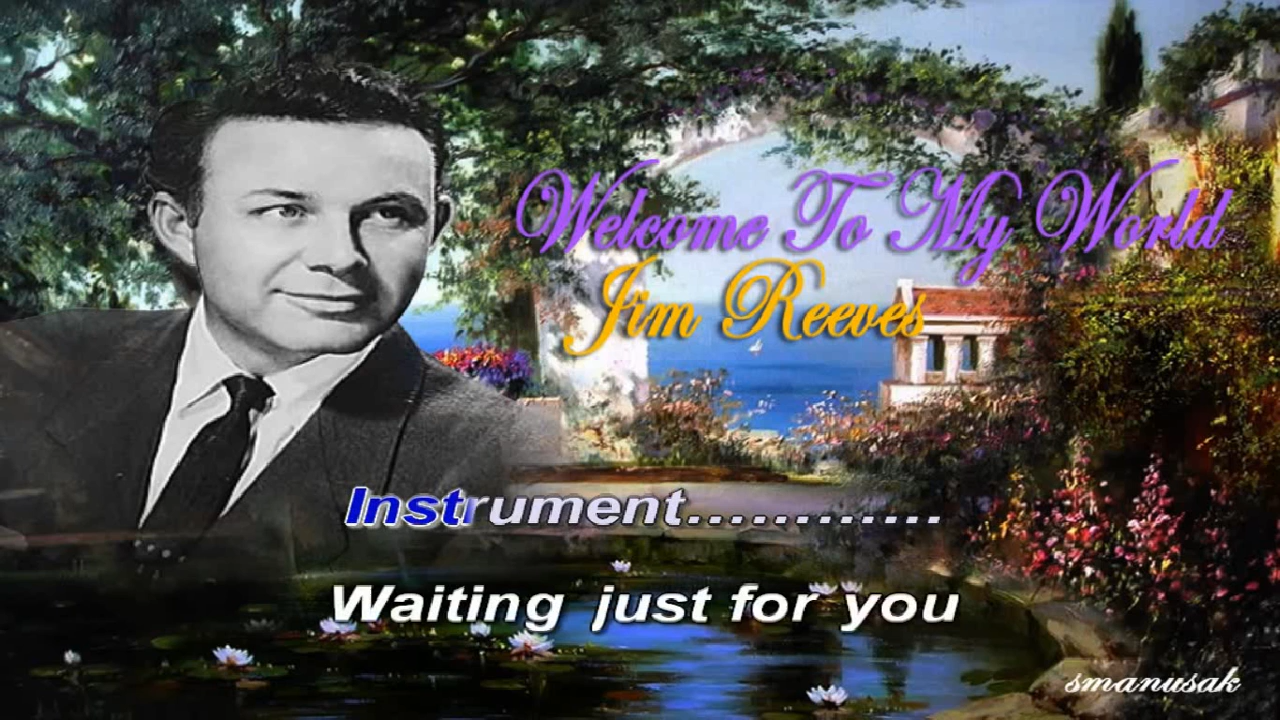 Welcome To My World
Jim Reeves
Instrument............
Waiting just for you
smanusak